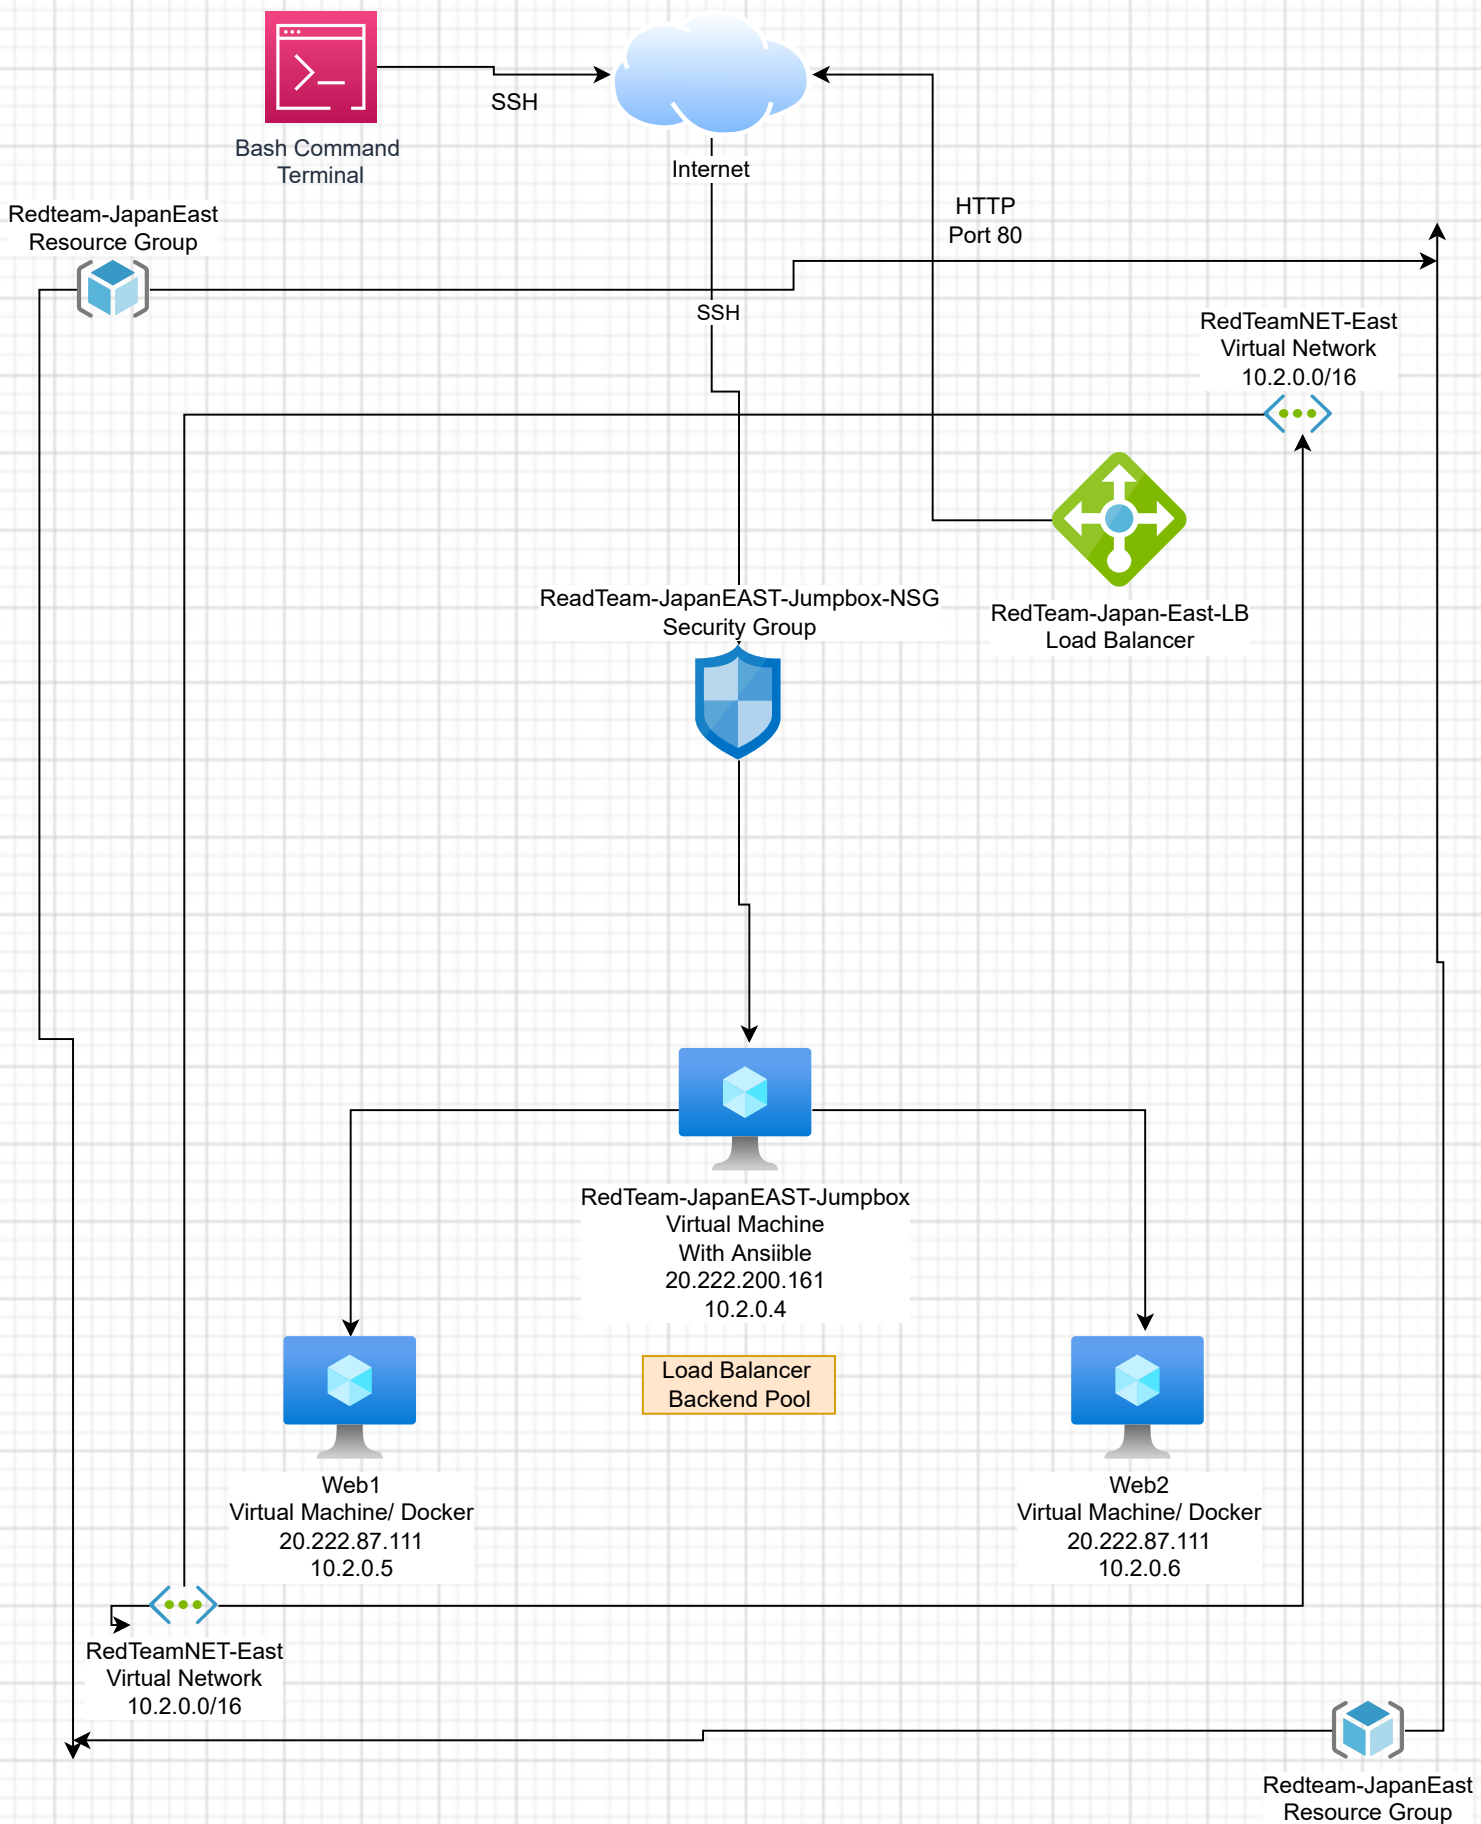 SSH
Bash Command
Terminal
Internet
Redteam-JapanEast
Resource Group
HTTP
Port 80
SSH
RedTeamNET-East
Virtual Network
10.2.0.0/16
ReadTeam-JapanEAST-Jumpbox-NSG
Security Group
RedTeam-Japan-East-LB
Load Balancer
RedTeam-JapanEAST-Jumpbox
Virtual Machine
With Ansiible
20.222.200.161
10.2.0.4
Load Balancer
Backend Pool
Web1
Virtual Machine/ Docker
20.222.87.111
10.2.0.5
Web2
Virtual Machine/ Docker
20.222.87.111
10.2.0.6
RedTeamNET-East
Virtual Network
10.2.0.0/16
Redteam-JapanEast
Resource Group